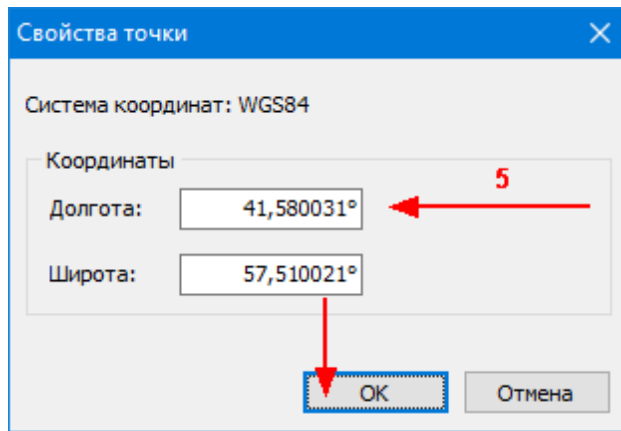 Свойства точки
Система координат: WGS84
Координаты
5
Долгота: 41,580031°
Широта: 57,510021°
OK Отмена